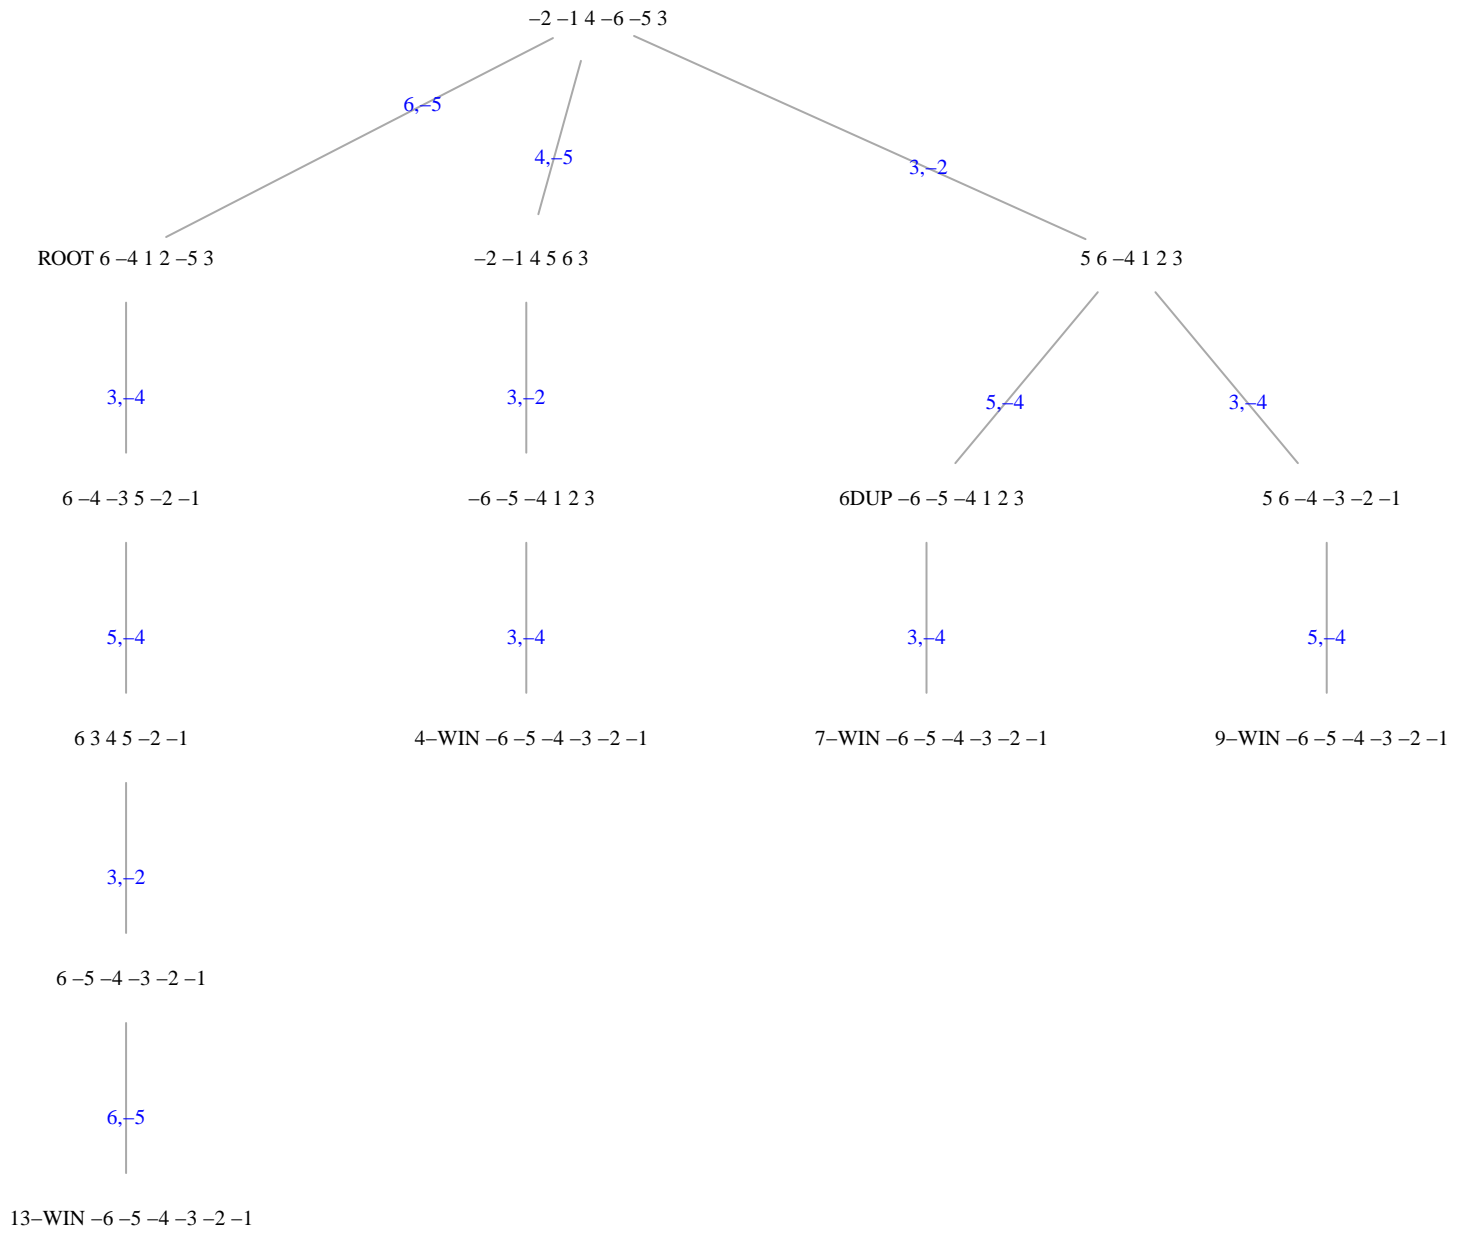 –2 –1 4 –6 –5 3
6,–5
4,–5
3,–2
ROOT 6 –4 1 2 –5 3
–2 –1 4 5 6 3
5 6 –4 1 2 3
3,–4
3,–2
5,–4
3,–4
6 –4 –3 5 –2 –1
–6 –5 –4 1 2 3
6DUP –6 –5 –4 1 2 3
5 6 –4 –3 –2 –1
5,–4
3,–4
3,–4
5,–4
6 3 4 5 –2 –1
4–WIN –6 –5 –4 –3 –2 –1
7–WIN –6 –5 –4 –3 –2 –1
9–WIN –6 –5 –4 –3 –2 –1
3,–2
6 –5 –4 –3 –2 –1
6,–5
13–WIN –6 –5 –4 –3 –2 –1